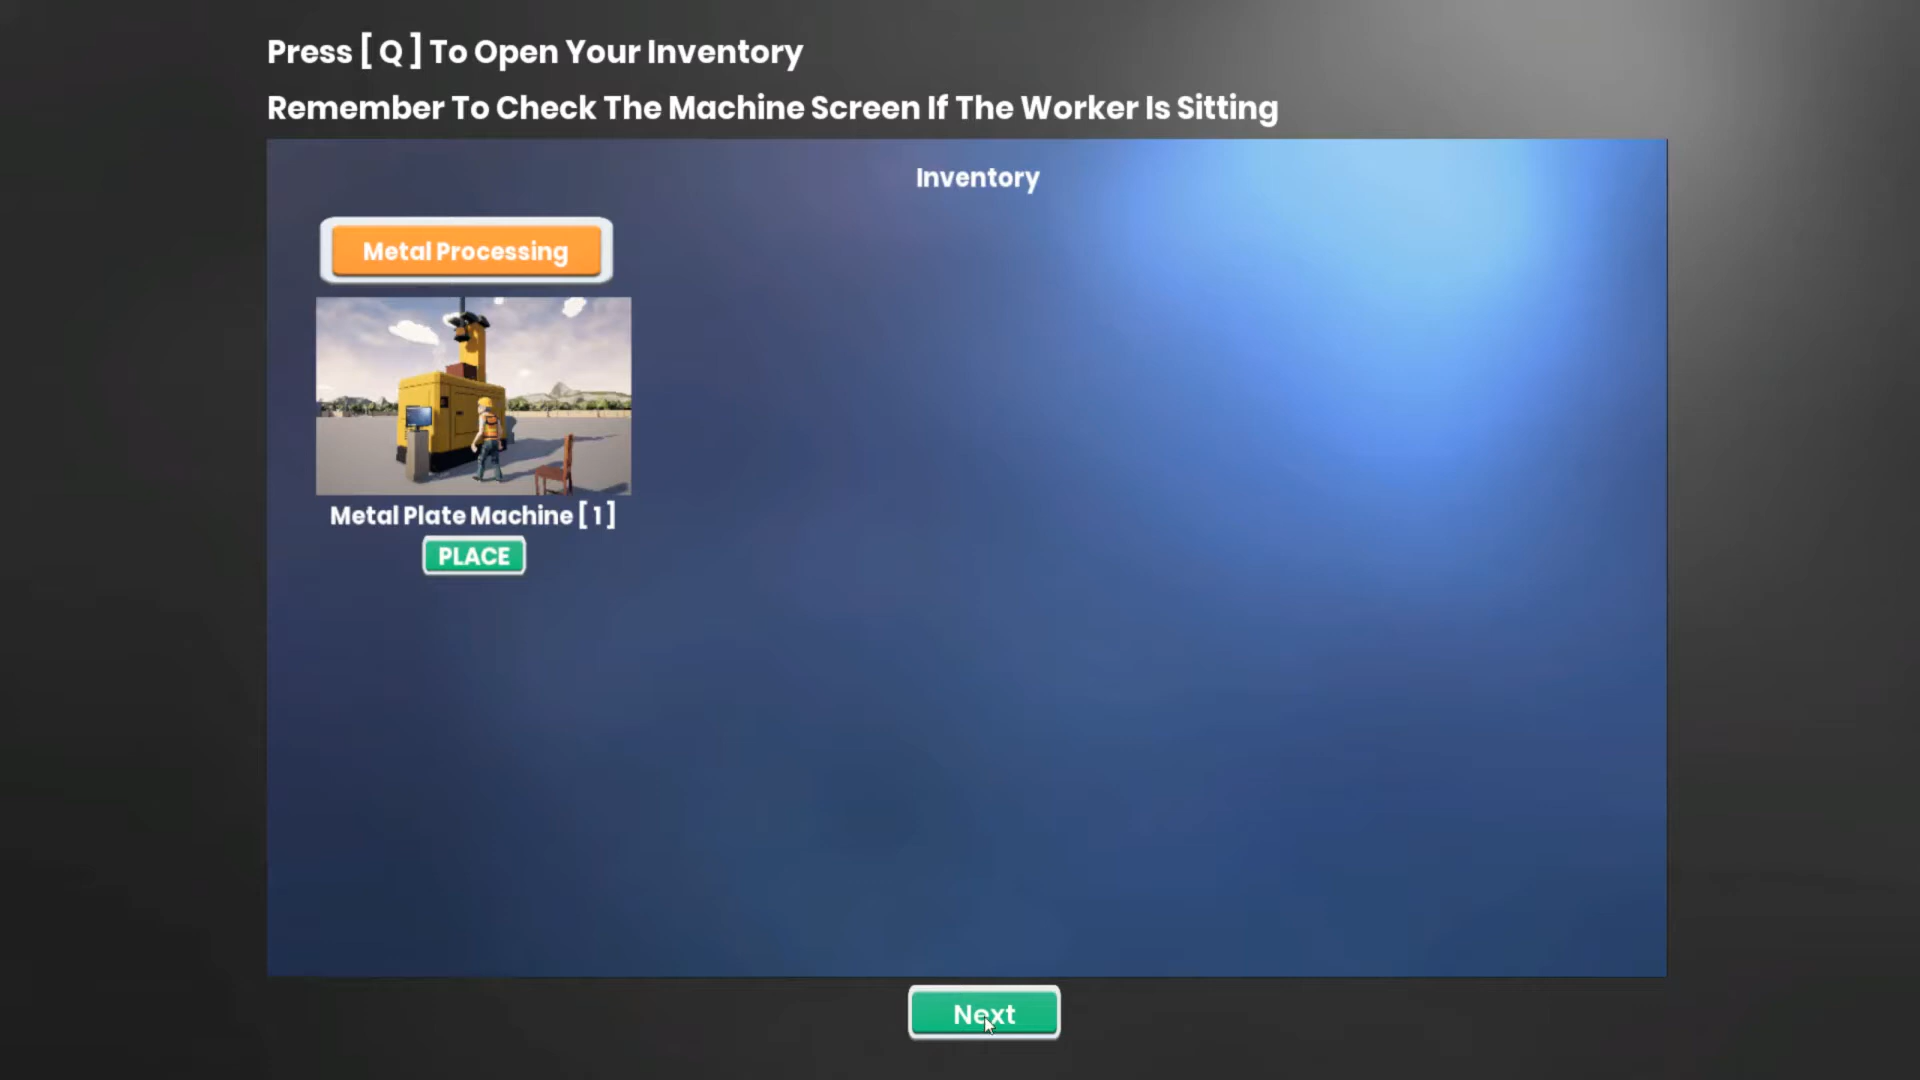 Press [ Q ] To Open Your Inventory
Remember To Check The Machine Screen If The Worker Is Sitting
Inventory
Metal Processing
Metal Plate Machine [ 1 ]
PLACE
Next